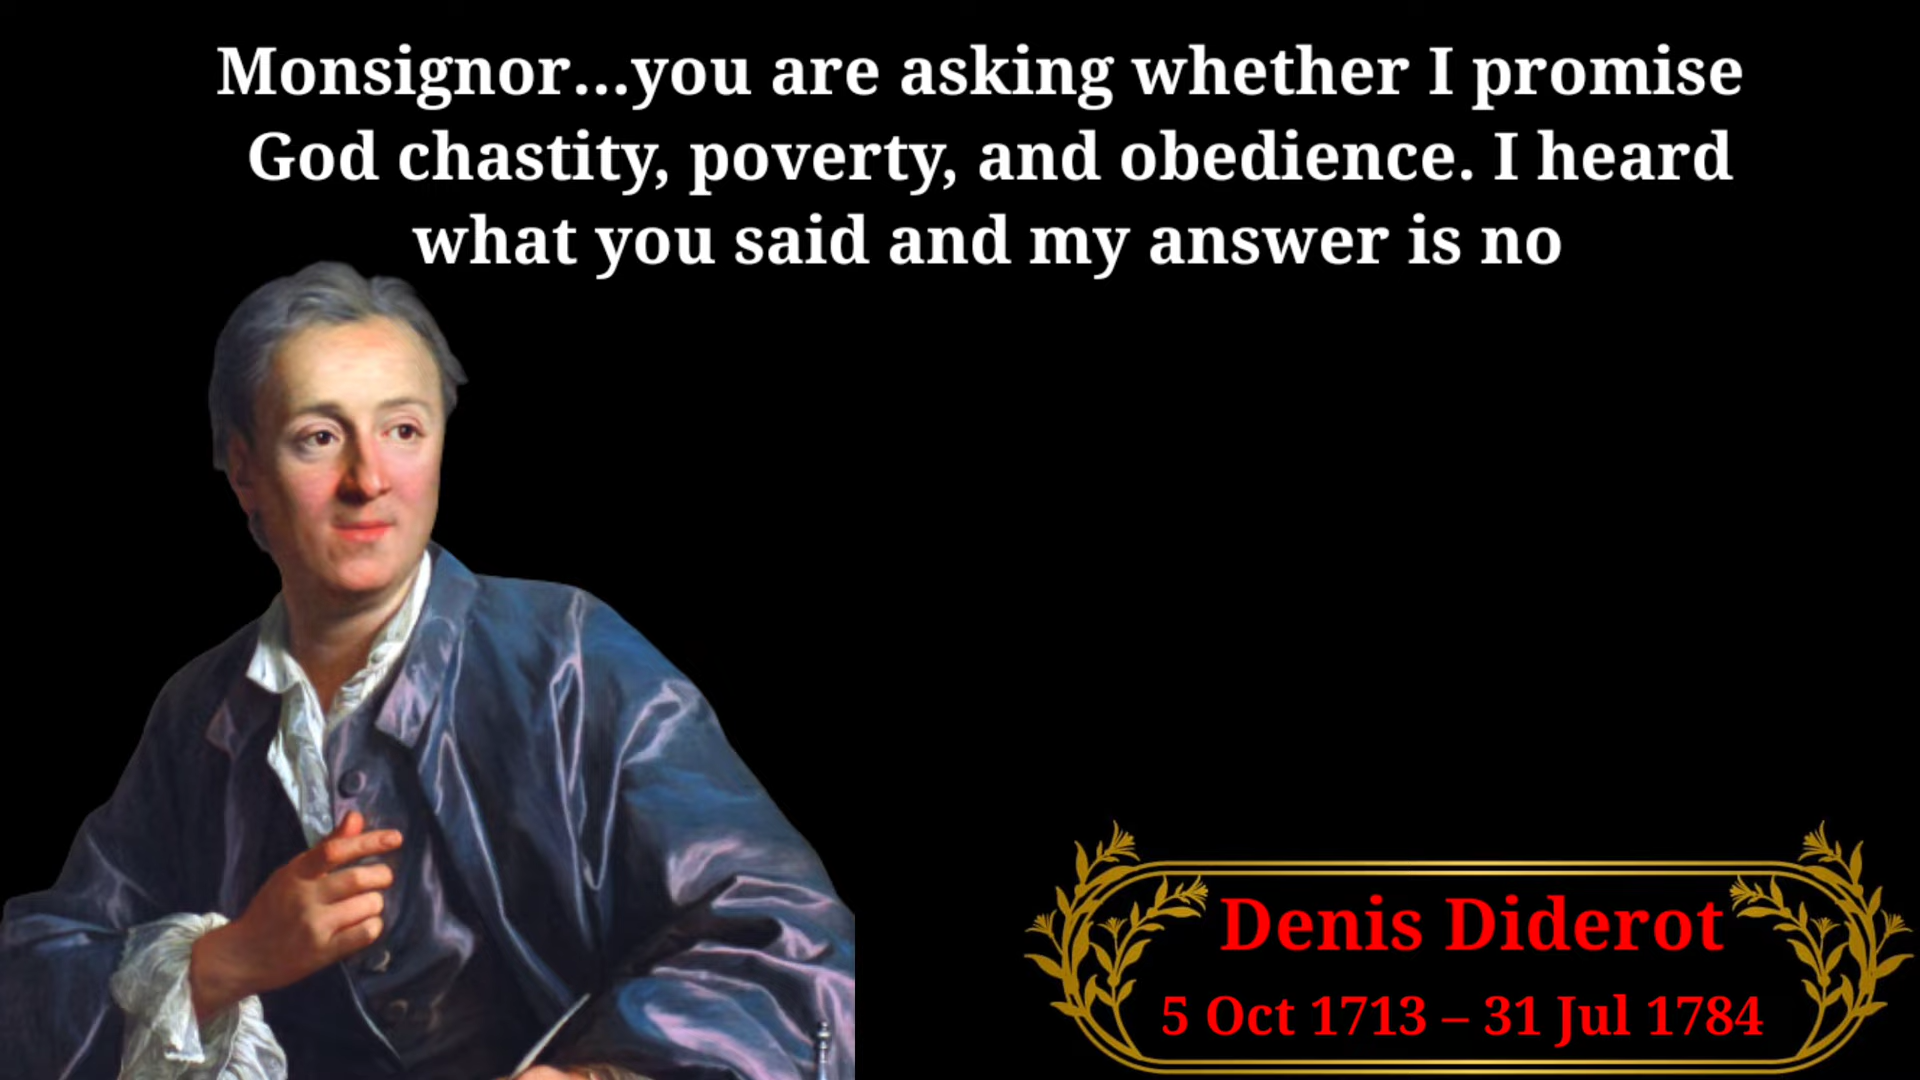 Monsignor...you are asking whether I promise
God chastity, poverty, and obedience. I heard
what you said and my answer is no
Denis Diderot
5 Oct 1713 – 31 Jul 1784